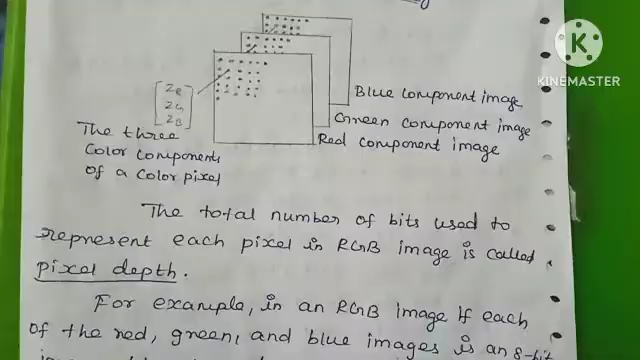 KINEMASTER
Blue component image
Green component image
Red component image
[ZR
ZG
ZB]
The three
Color components
of a color pixel
The total number of bits used to
represent each pixel in RGB image is called
pixel depth.
For example, in an RGB image if each
of the red, green, and blue images is an 8-bit